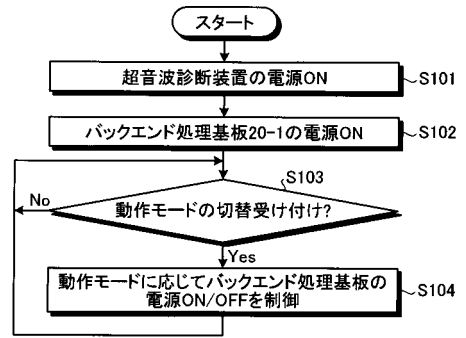 スタート
超音波診断装置の電源ON
S101
バックエンド処理基板20-1の電源ON
S102
S103
No
動作モードの切替受け付け?
Yes
動作モードに応じてバックエンド処理基板の
電源ON/OFFを制御
S104